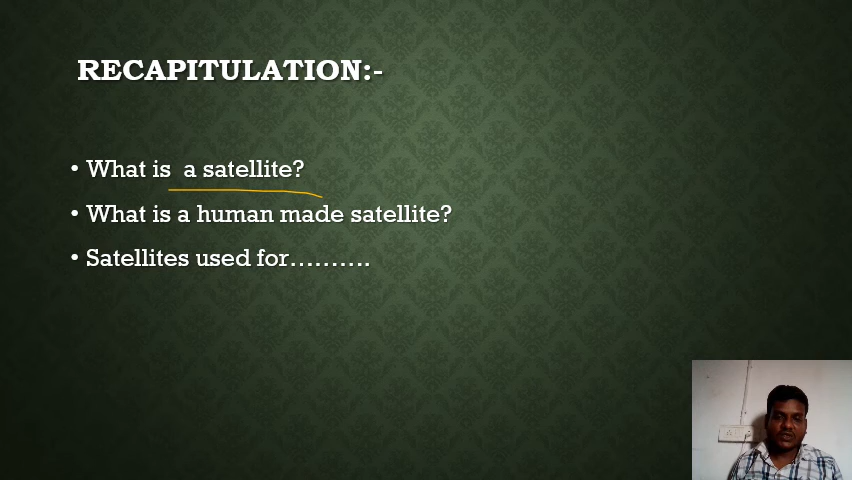 RECAPITULATION:-
• What is  a satellite?
• What is a human made satellite?
• Satellites used for……….